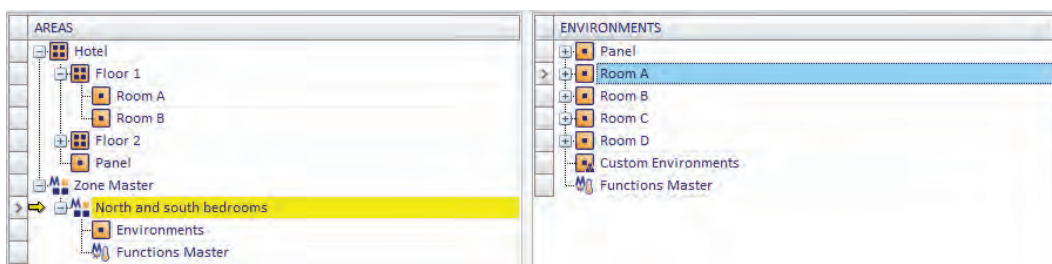 AREAS
Hotel
Floor 1
Room A
Room B
Floor 2
Panel
Zone Master
North and south bedrooms
Environments
Functions Master
ENVIRONMENTS
Panel
Room A
Room B
Room C
Room D
Custom Environments
Functions Master